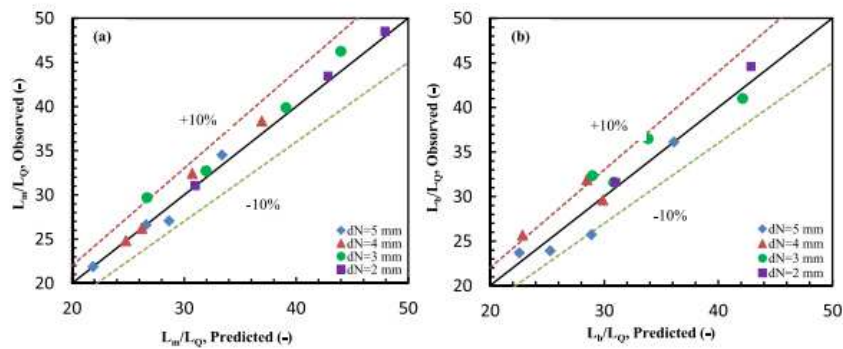 50
45
40
35
30
25
20
(a)
+10%
-10%
dN=5 mm
dN=4 mm
dN=3 mm
dN=2 mm
20 30 40 50
Lm/LQ, Observed (-)
Lm/LQ, Predicted (-)
50
45
40
35
30
25
20
(b)
+10%
-10%
dN=5 mm
dN=4 mm
dN=3 mm
dN=2 mm
20 30 40 50
Lb/LQ, Observed (-)
Lb/LQ, Predicted (-)